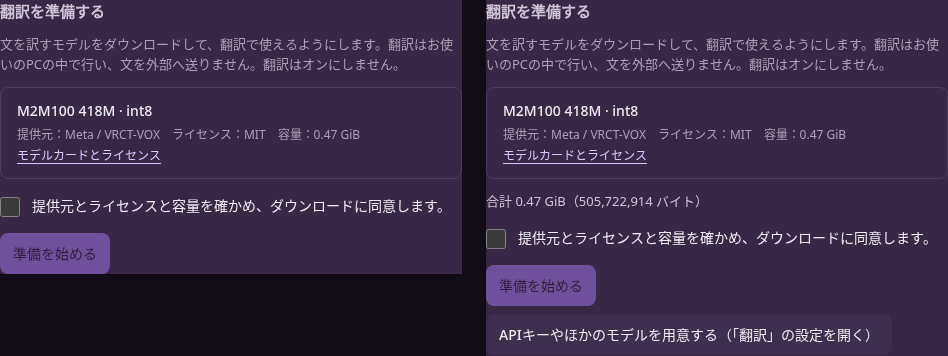 翻訳を準備する
文を訳すモデルをダウンロードして、翻訳で使えるようにします。翻訳はお使
いのPCの中で行い、文を外部へ送りません。翻訳はオンにしません。
M2M100 418M · int8
提供元：Meta / VRCT-VOX　ライセンス：MIT　容量：0.47 GiB
モデルカードとライセンス
提供元とライセンスと容量を確かめ、ダウンロードに同意します。
準備を始める
翻訳を準備する
文を訳すモデルをダウンロードして、翻訳で使えるようにします。翻訳はお使
いのPCの中で行い、文を外部へ送りません。翻訳はオンにしません。
M2M100 418M · int8
提供元：Meta / VRCT-VOX　ライセンス：MIT　容量：0.47 GiB
モデルカードとライセンス
合計 0.47 GiB（505,722,914 バイト）
提供元とライセンスと容量を確かめ、ダウンロードに同意します。
準備を始める
APIキーやほかのモデルを用意する（「翻訳」の設定を開く）